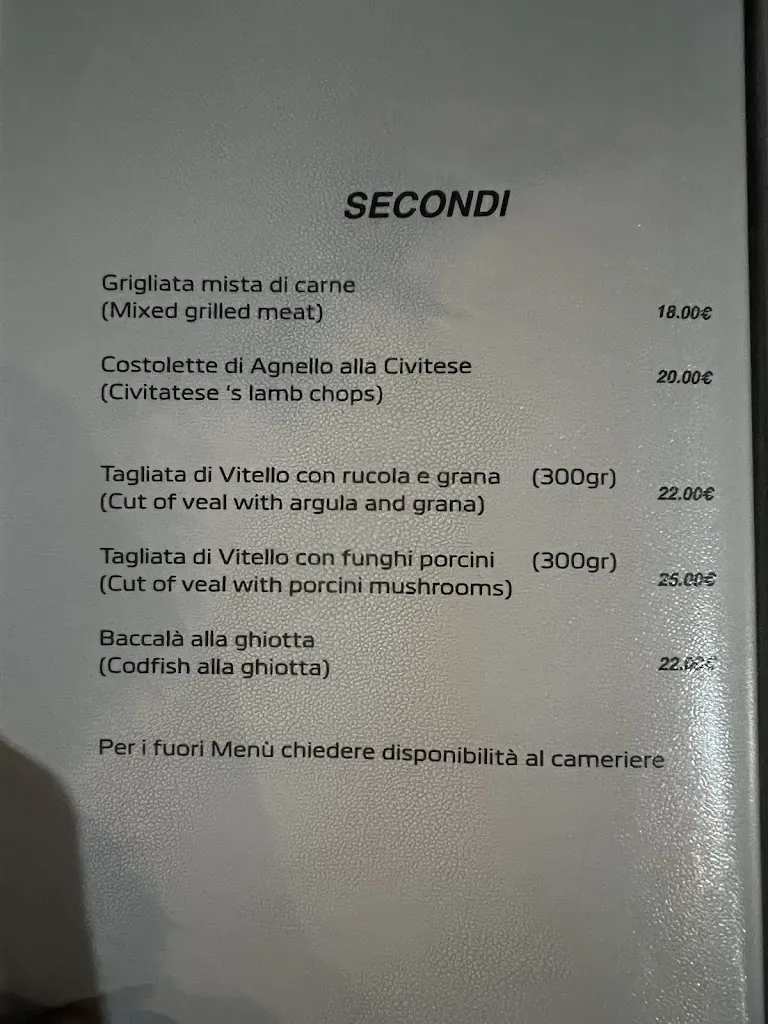 SECONDI
Grigliata mista di carne
(Mixed grilled meat) 18.00€
Costolette di Agnello alla Civitese 20.00€
(Civitatese 's lamb chops)
Tagliata di Vitello con rucola e grana (300gr) 22.00€
(Cut of veal with argula and grana)
Tagliata di Vitello con funghi porcini (300gr) 25.00€
(Cut of veal with porcini mushrooms)
Baccalà alla ghiotta 22.00€
(Codfish alla ghiotta)
Per i fuori Menù chiedere disponibilità al cameriere